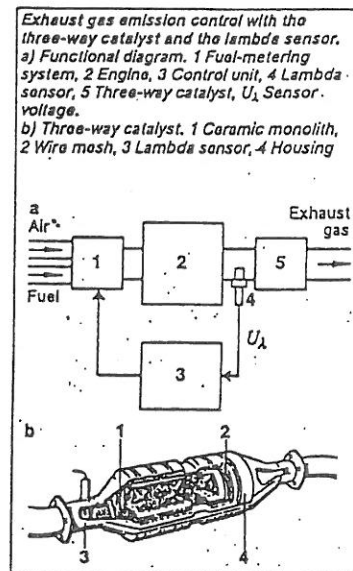 Exhaust gas emission control with the
three-way catalyst and the lambda sensor.
a) Functional diagram. 1 Fuel-metering
system, 2 Engine, 3 Control unit, 4 Lambda
sensor, 5 Three-way catalyst, Uλ Sensor
voltage.
b) Three-way catalyst. 1 Ceramic monolith,
2 Wire mesh, 3 Lambda sensor, 4 Housing
a
Air
Exhaust
gas
1
2
5
Fuel
4
Uλ
3
b
1
2
3
4